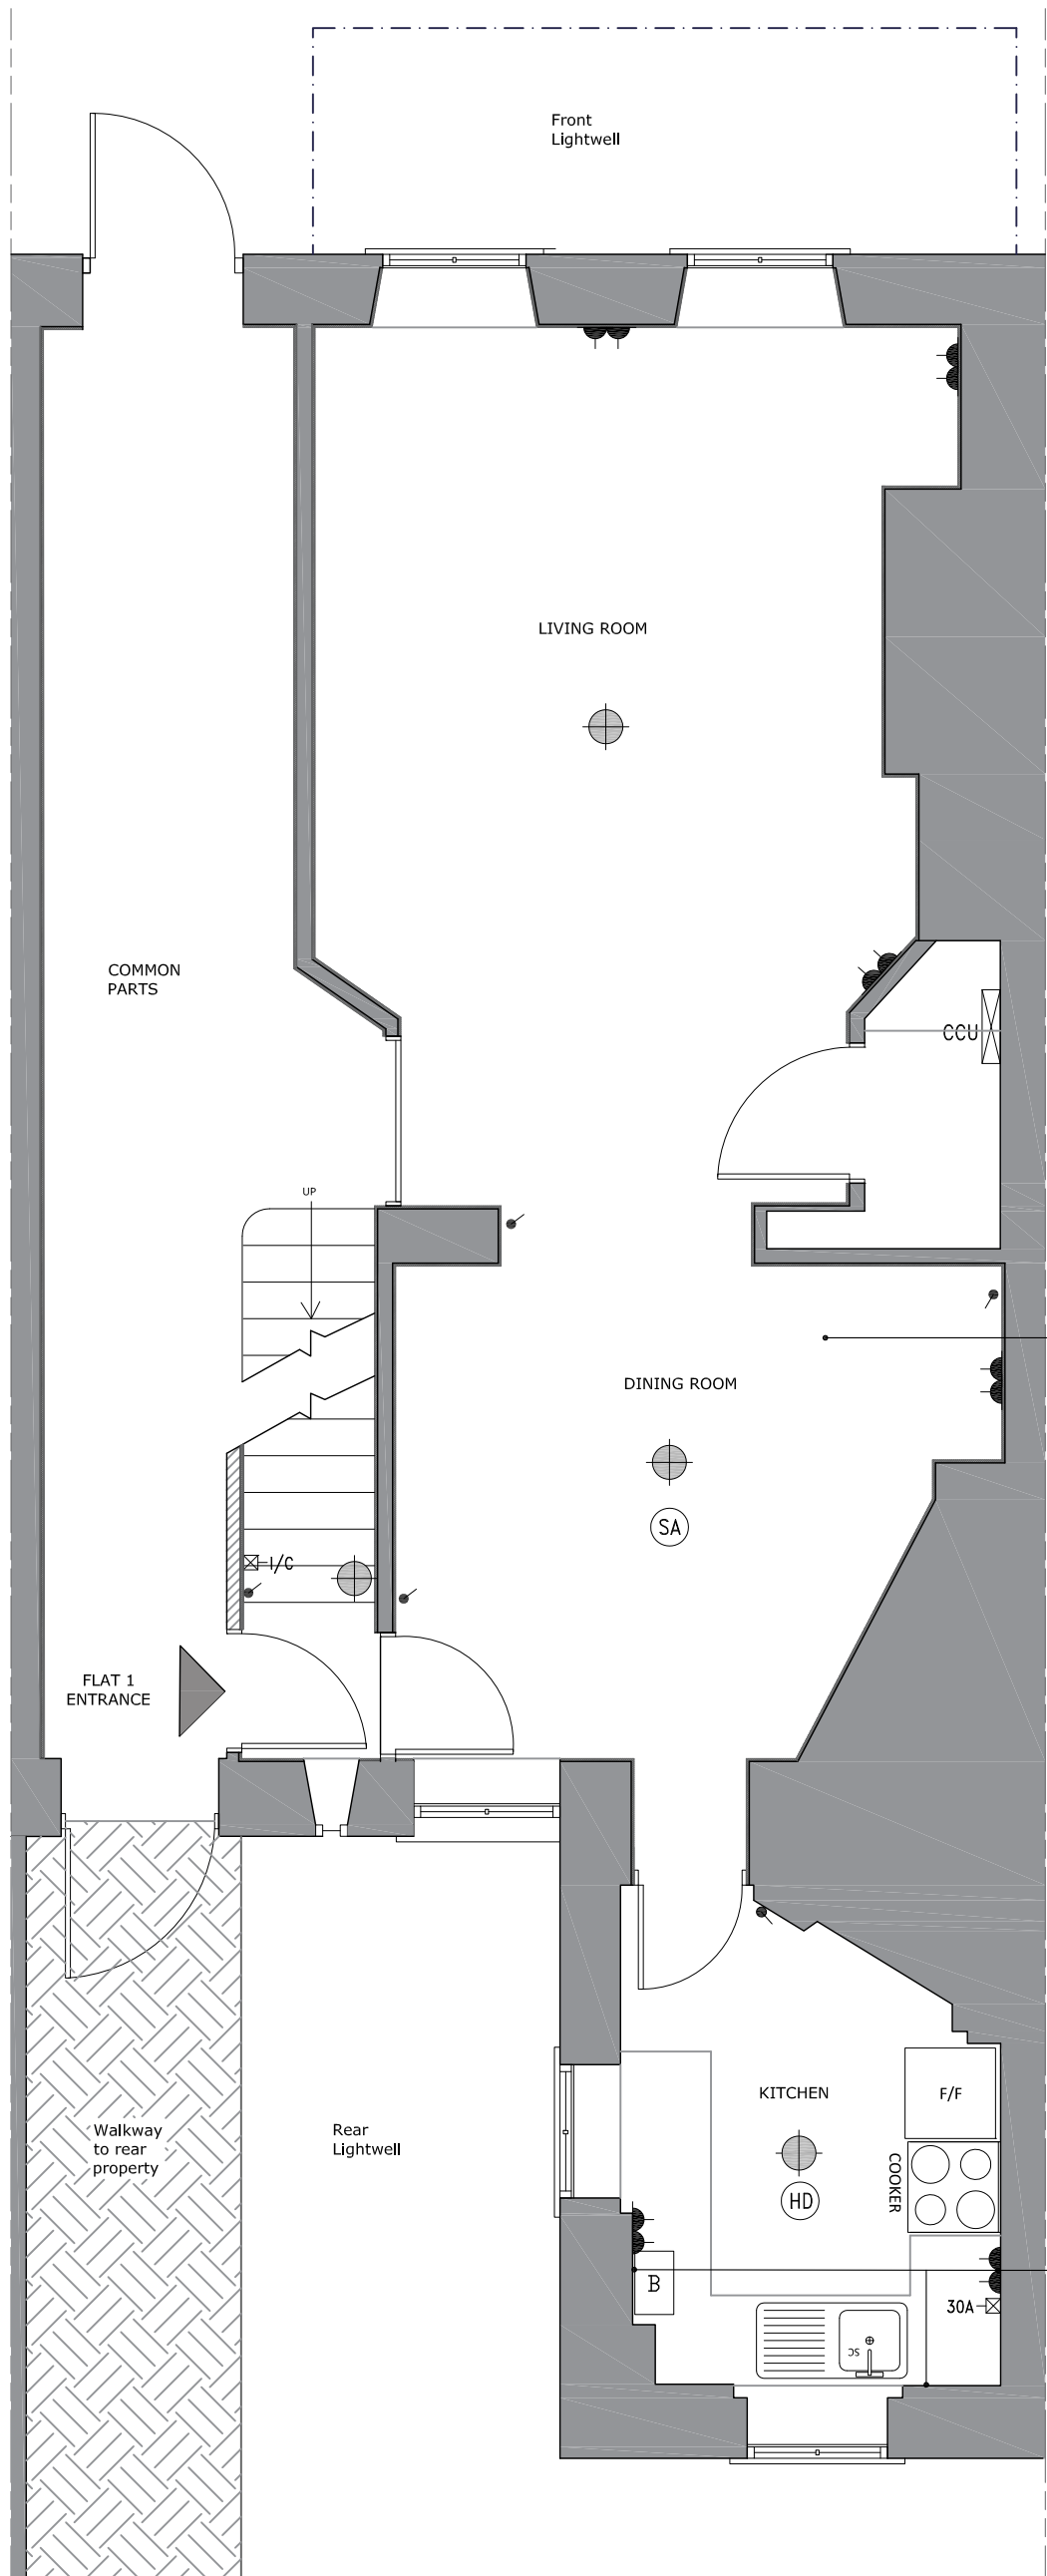 Front
Lightwell
LIVING ROOM
COMMON
PARTS
CCU
UP
DINING ROOM
SA
I/C
FLAT 1
ENTRANCE
KITCHEN
F/F
Walkway
to rear
property
Rear
Lightwell
COOKER
HD
B
30A
SC